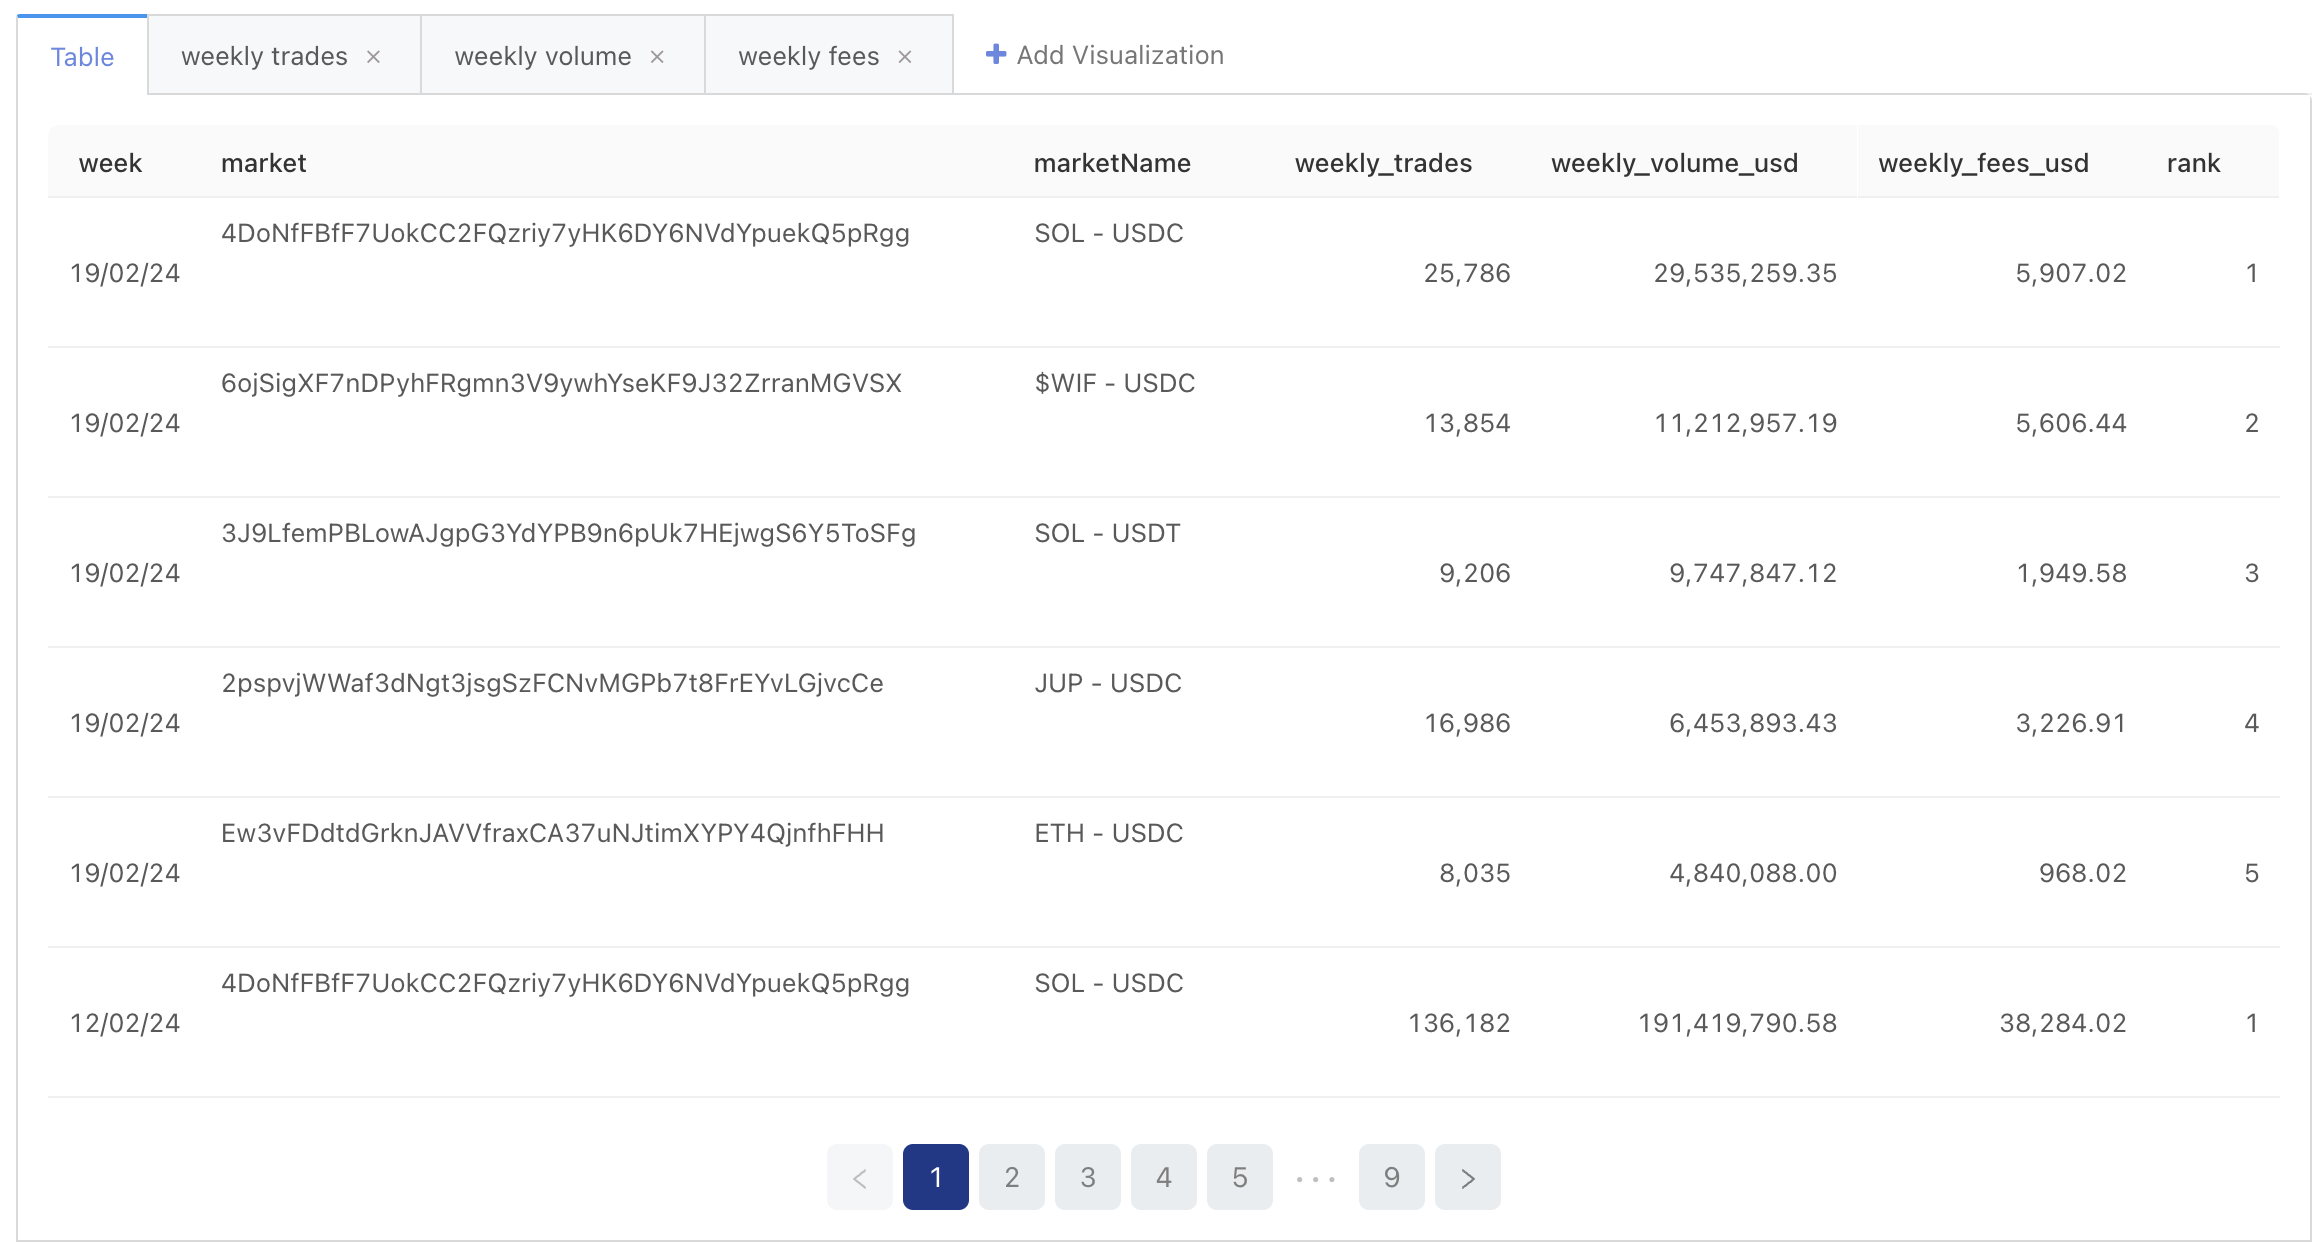 Table weekly trades × weekly volume × weekly fees × + Add Visualization
week market marketName weekly_trades weekly_volume_usd weekly_fees_usd rank
19/02/24 4DoNfFBfF7UokCC2FQzriy7yHK6DY6NVdYpuekQ5pRgg SOL - USDC 25,786 29,535,259.35 5,907.02 1
19/02/24 6ojSigXF7nDPyhFRgmn3V9ywhYseKF9J32ZrranMGVSX $WIF - USDC 13,854 11,212,957.19 5,606.44 2
19/02/24 3J9LfemPBLowAJgpG3YdYPB9n6pUk7HEjwgS6Y5ToSFg SOL - USDT 9,206 9,747,847.12 1,949.58 3
19/02/24 2pspvjWWaf3dNgt3jsgSzFCNvMGPb7t8FrEYvLGjvcCe JUP - USDC 16,986 6,453,893.43 3,226.91 4
19/02/24 Ew3vFDdtdGrknJAVVfraxCA37uNJtimXYPY4QjnfhFHH ETH - USDC 8,035 4,840,088.00 968.02 5
12/02/24 4DoNfFBfF7UokCC2FQzriy7yHK6DY6NVdYpuekQ5pRgg SOL - USDC 136,182 191,419,790.58 38,284.02 1
< 1 2 3 4 5 ··· 9 >